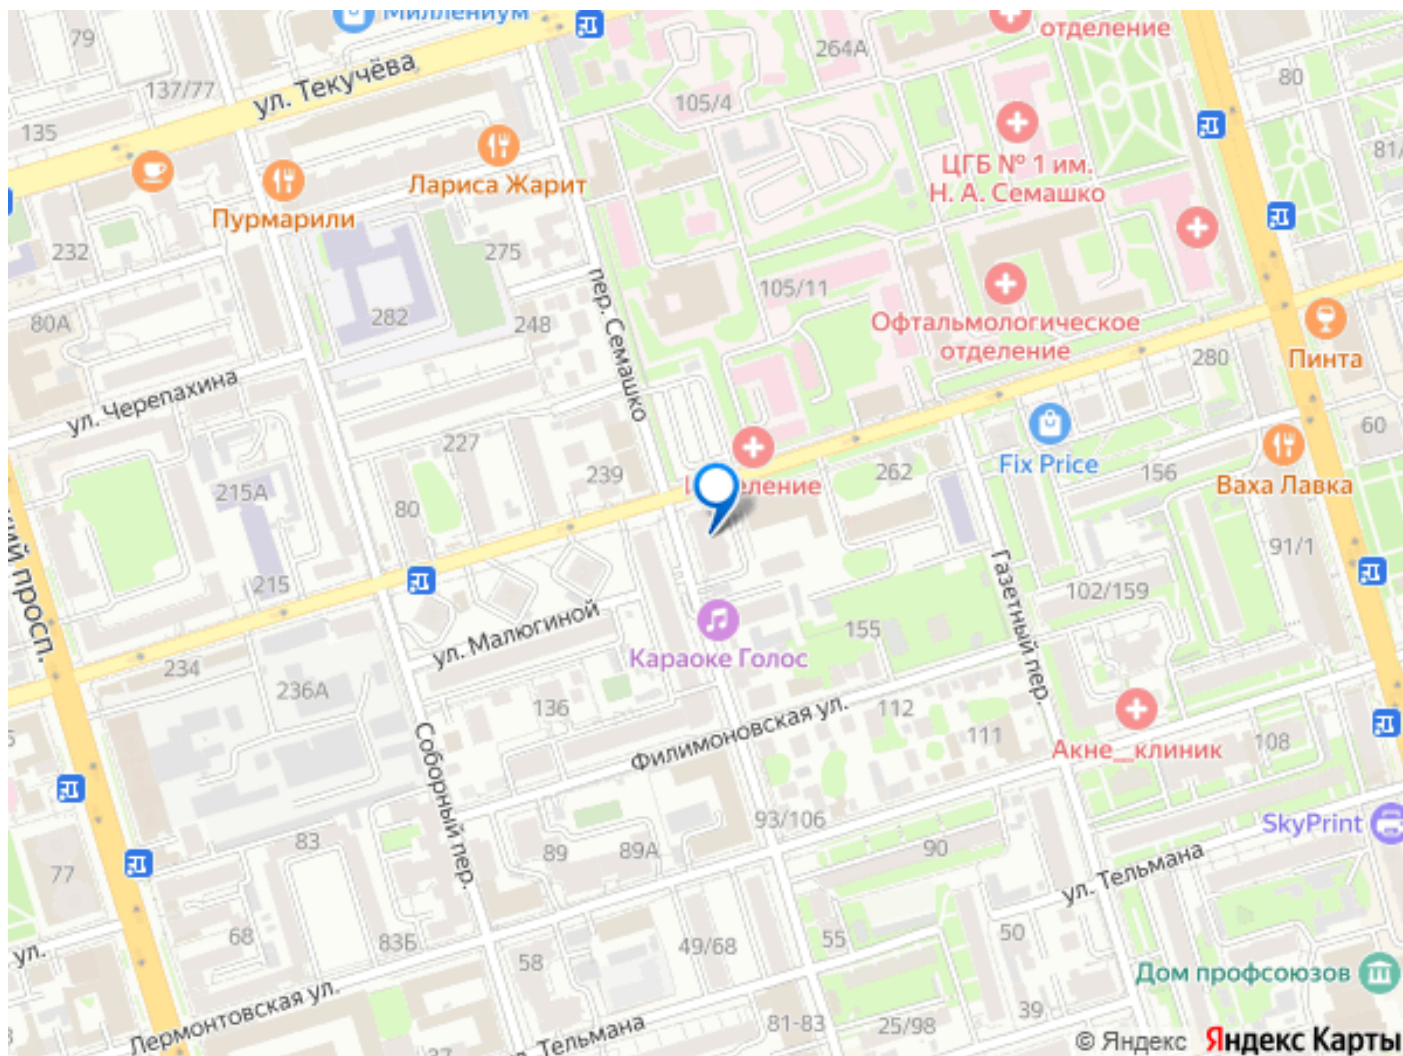 Миллениум
отделение
79
264А
137/77
ул. Текучёва
105/4
80
135
ЦГБ № 1 им.
Н. А. Семашко
81/
Лариса Жарит
Пурмарили
232
275
пер. Семашко
105/11
80А
282
248
Офтальмологическое
отделение
280
Пинта
ул. Черепахина
227
239
262
Fix Price
156
60
Ваха Лавка
215А
80
91/1
215
Газетный пер.
102/159
ул. Малюгиной
155
Караоке Голос
кий просп.
234
236А
136
Филимоновская ул.
112
111
Акне__клиник
108
Соборный пер.
93/106
SkyPrint
83
89
89А
90
77
ул. Тельмана
68
83Б
49/68
55
50
ул.
58
Дом профсоюзов
Лермонтовская ул.
39
81-83
25/98
37
. Тельмана
© Яндекс Яндекс Карты